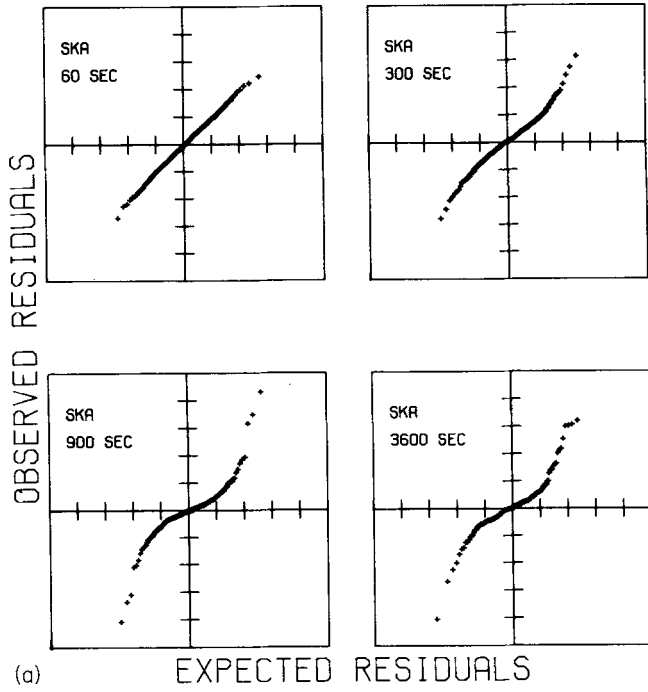 SKA
60 SEC
SKA
300 SEC
OBSERVED RESIDUALS
SKA
900 SEC
SKA
3600 SEC
(a)
EXPECTED RESIDUALS